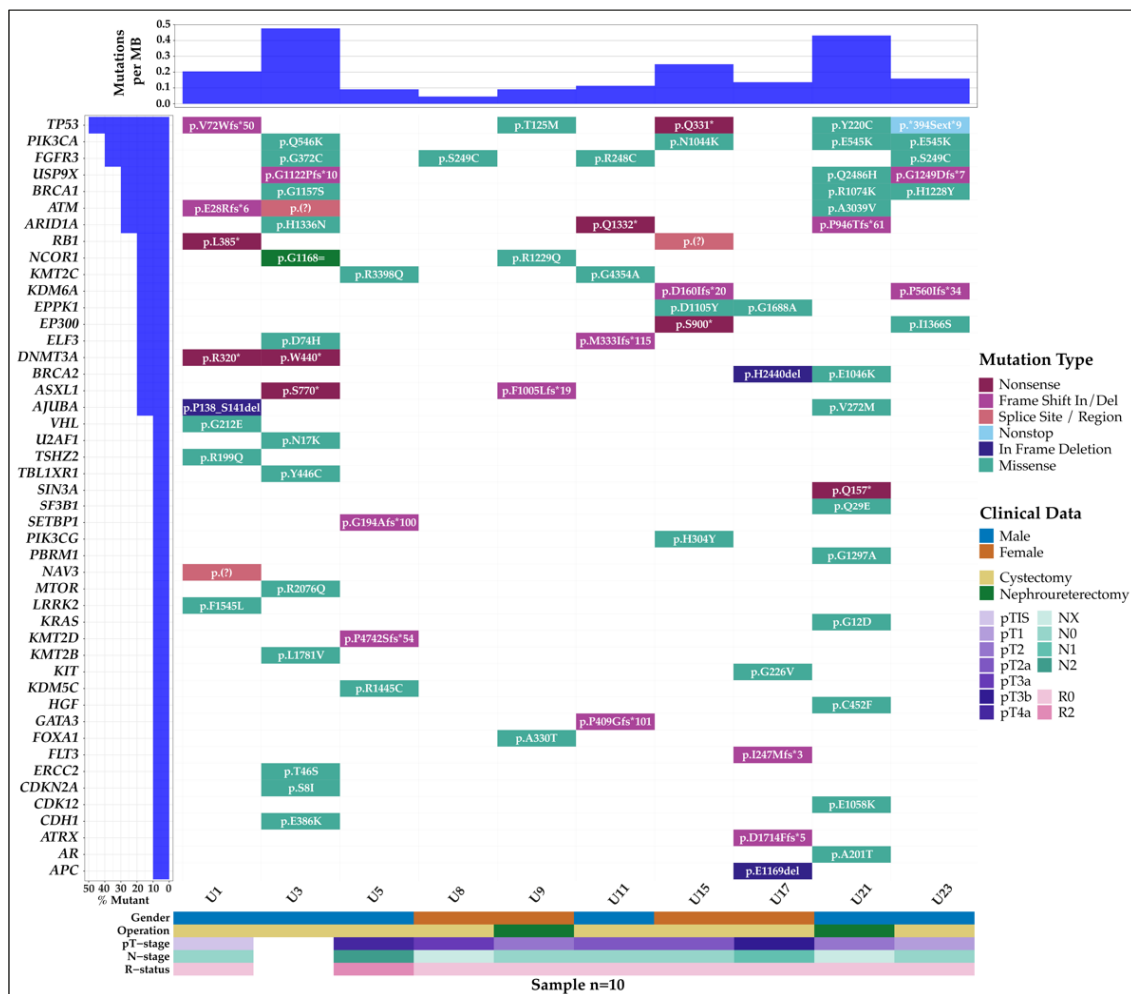 Mutations
per MB
0.5
0.4
0.3
0.2
0.1
0.0
TP53 p.V72Wfs*50 p.T125M p.Q331* p.Y220C p.*394Sext*9
PIK3CA p.Q546K p.N1044K p.E545K p.E545K
FGFR3 p.G372C p.S249C p.R248C p.S249C
USP9X p.G1122Pfs*10 p.Q2486H p.G1249Dfs*7
BRCA1 p.G1157S p.R1074K p.H1228Y
ATM p.E28Rfs*6 p.(?) p.A3039V
ARID1A p.H1336N p.Q1332* p.P946Tfs*61
RB1 p.L385* p.(?)
NCOR1 p.G1168= p.R1229Q
KMT2C p.R3398Q p.G4354A
KDM6A p.D160Ifs*20 p.P560Ifs*34
EPPK1 p.D1105Y p.G1688A
EP300 p.S900* p.I1366S
ELF3 p.D74H p.M333Ifs*115
DNMT3A p.R320* p.W440*
BRCA2 p.H2440del p.E1046K
ASXL1 p.S770* p.F1005Lfs*19
AJUBA p.P138_S141del p.V272M
VHL p.G212E
U2AF1 p.N17K
TSHZ2 p.R199Q
TBL1XR1 p.Y446C
SIN3A p.Q157*
SF3B1 p.Q29E
SETBP1 p.G194Afs*100
PIK3CG p.H304Y
PBRM1 p.G1297A
NAV3 p.(?)
MTOR p.R2076Q
LRRK2 p.F1545L
KRAS p.G12D
KMT2D p.P4742Sfs*54
KMT2B p.L1781V
KIT p.G226V
KDM5C p.R1445C
HGF p.C452F
GATA3 p.P409Gfs*101
FOXA1 p.A330T
FLT3 p.I247Mfs*3
ERCC2 p.T46S
CDKN2A p.S8I
CDK12 p.E1058K
CDH1 p.E386K
ATRX p.D1714Ffs*5
AR p.A201T
APC p.E1169del
50 40 30 20 10 0
% Mutant
U1 U3 U5 U8 U9 U11 U15 U17 U21 U23
Gender
Operation
pT-stage
N-stage
R-status
Sample n=10
Mutation Type
Nonsense
Frame Shift In/Del
Splice Site / Region
Nonstop
In Frame Deletion
Missense
Clinical Data
Male
Female
Cystectomy
Nephroureterectomy
pTIS NX
pT1 N0
pT2 N1
pT2a N2
pT3a
pT3b R0
pT4a R2